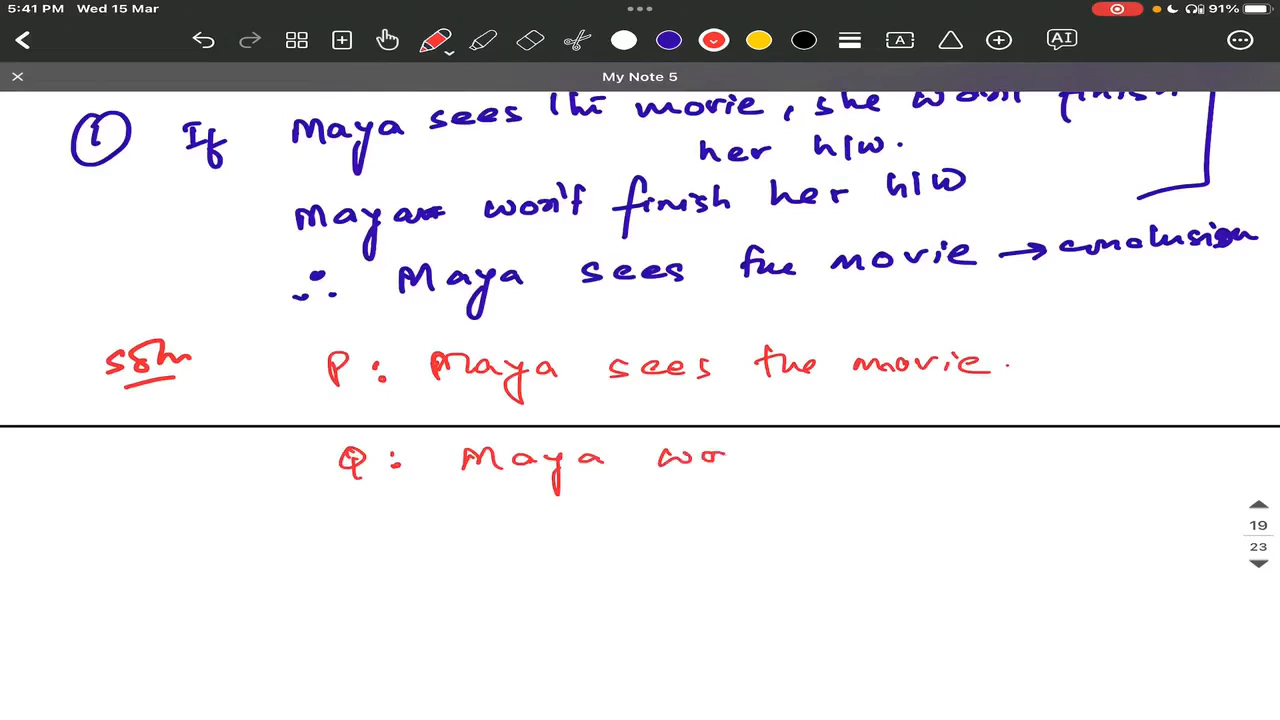 5:41 PM Wed 15 Mar
91%
A
AI
My Note 5
① If Maya sees the movie, she won't finish
her h/w.
Maya won't finish her h/w
∴ Maya sees the movie → conclusion
Soln P: Maya sees the movie.
Q: Maya wo
19
23